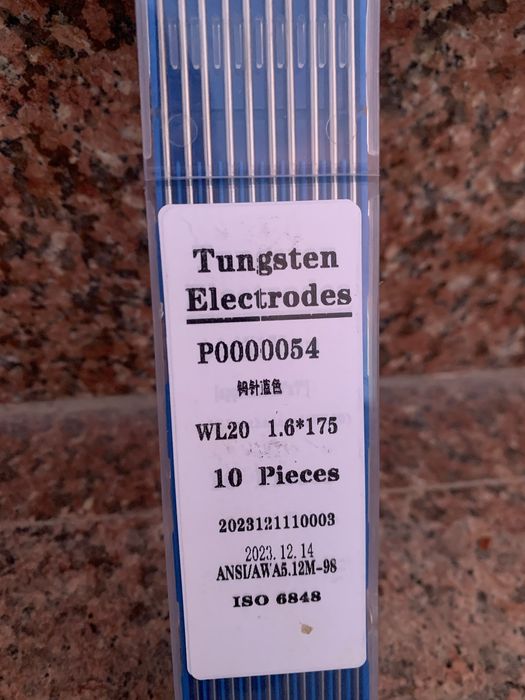 Tungsten
Electrodes
P0000054
钨针蓝色
WL20 1.6*175
10 Pieces
2023121110003
2023.12.14
ANSI/AWA5.12M-98
ISO 6848